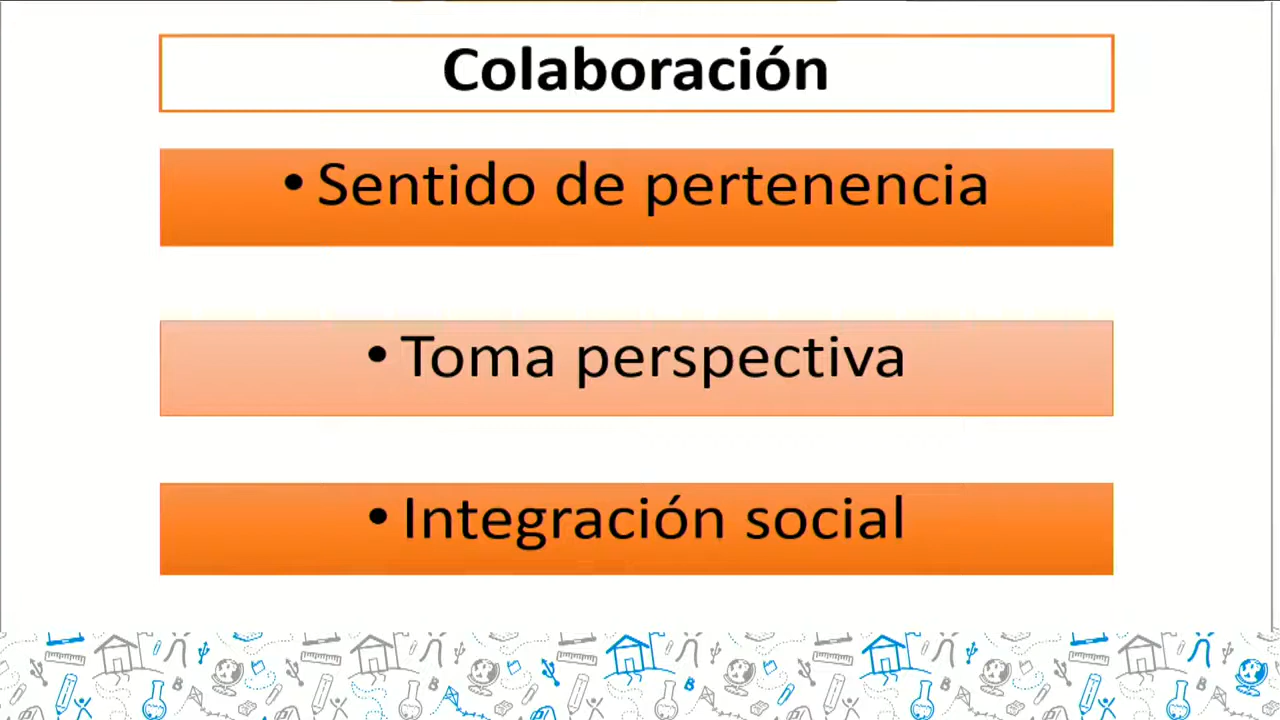 Colaboración
• Sentido de pertenencia
• Toma perspectiva
• Integración social